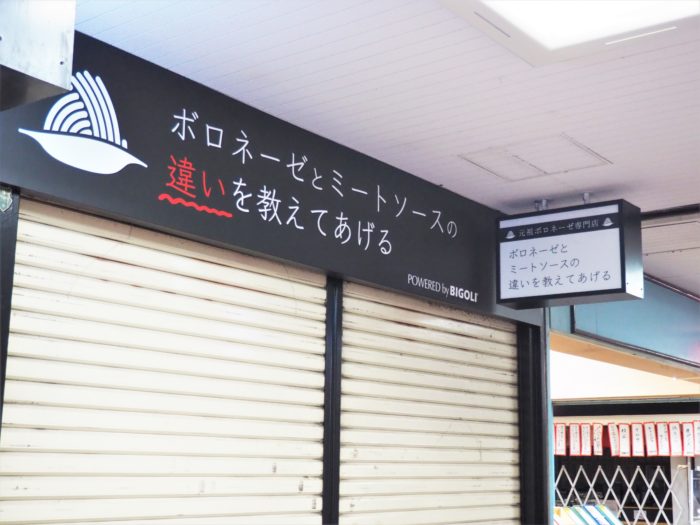 ボロネーゼとミートソースの
違いを教えてあげる
POWERED by BIGOLI
元祖ボロネーゼ専門店
ボロネーゼと
ミートソースの
違いを教えてあげる